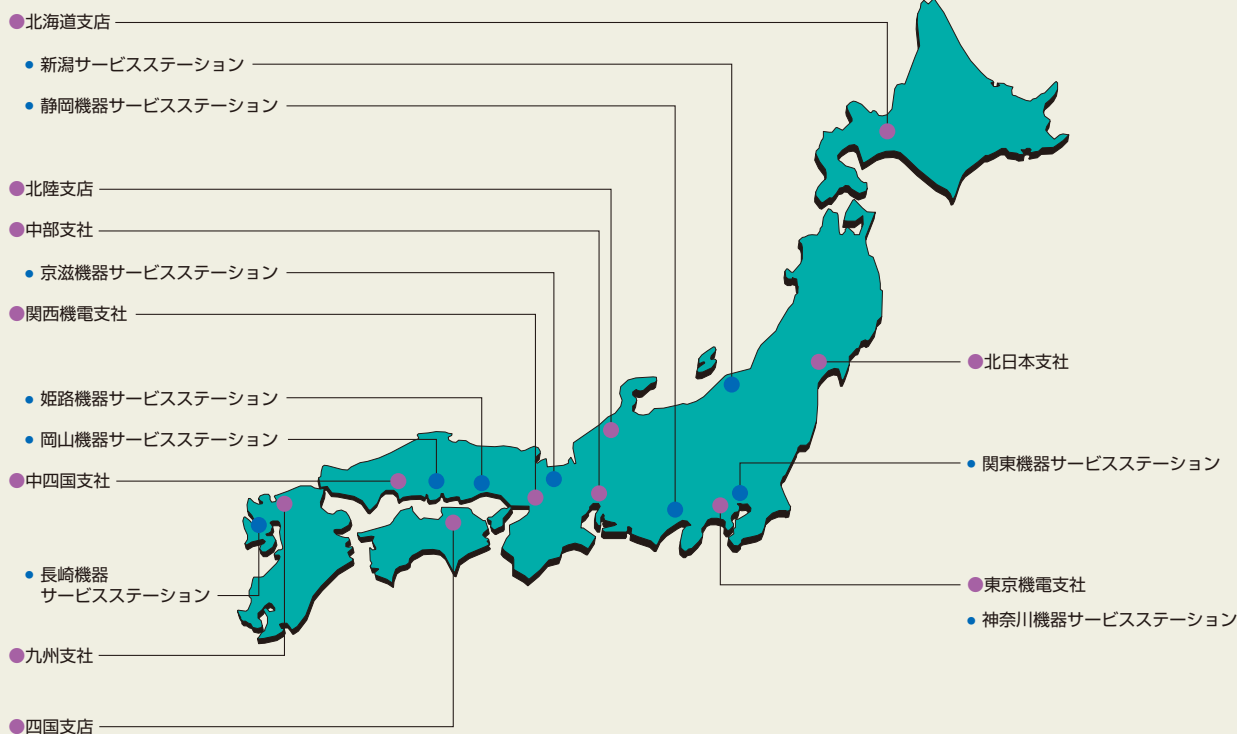 ●北海道支店
● 新潟サービスステーション
● 静岡機器サービスステーション
●北陸支店
●中部支社
● 京滋機器サービスステーション
●関西機電支社
● 姫路機器サービスステーション
● 岡山機器サービスステーション
●中四国支社
● 長崎機器
サービスステーション
●九州支社
●四国支店
●北日本支社
● 関東機器サービスステーション
●東京機電支社
● 神奈川機器サービスステーション